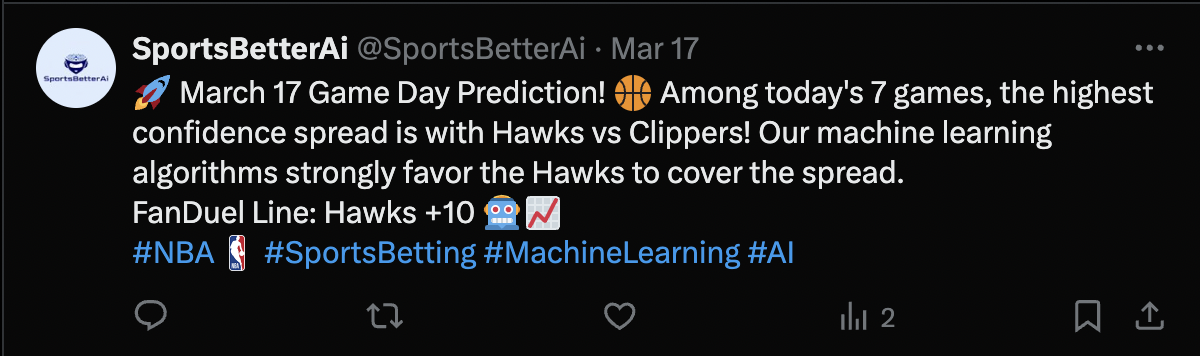 SportsBetterAi
SportsBetterAi @SportsBetterAi · Mar 17
🚀 March 17 Game Day Prediction! 🏀 Among today's 7 games, the highest
confidence spread is with Hawks vs Clippers! Our machine learning
algorithms strongly favor the Hawks to cover the spread.
FanDuel Line: Hawks +10 🤖📈
#NBA #SportsBetting #MachineLearning #AI
2